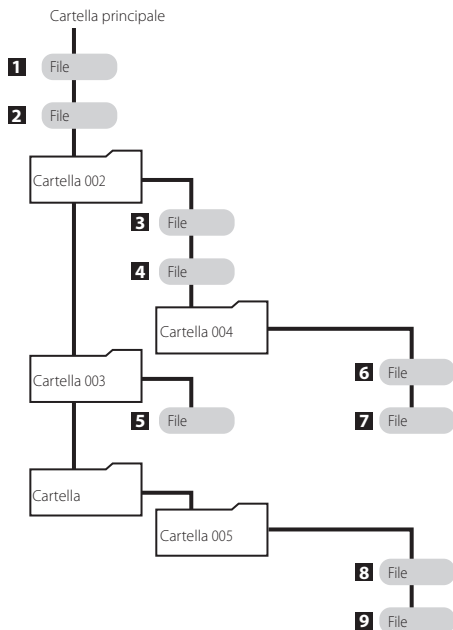 Cartella principale
1 File
2 File
Cartella 002
3 File
4 File
Cartella 004
Cartella 003
6 File
5 File
7 File
Cartella
Cartella 005
8 File
9 File